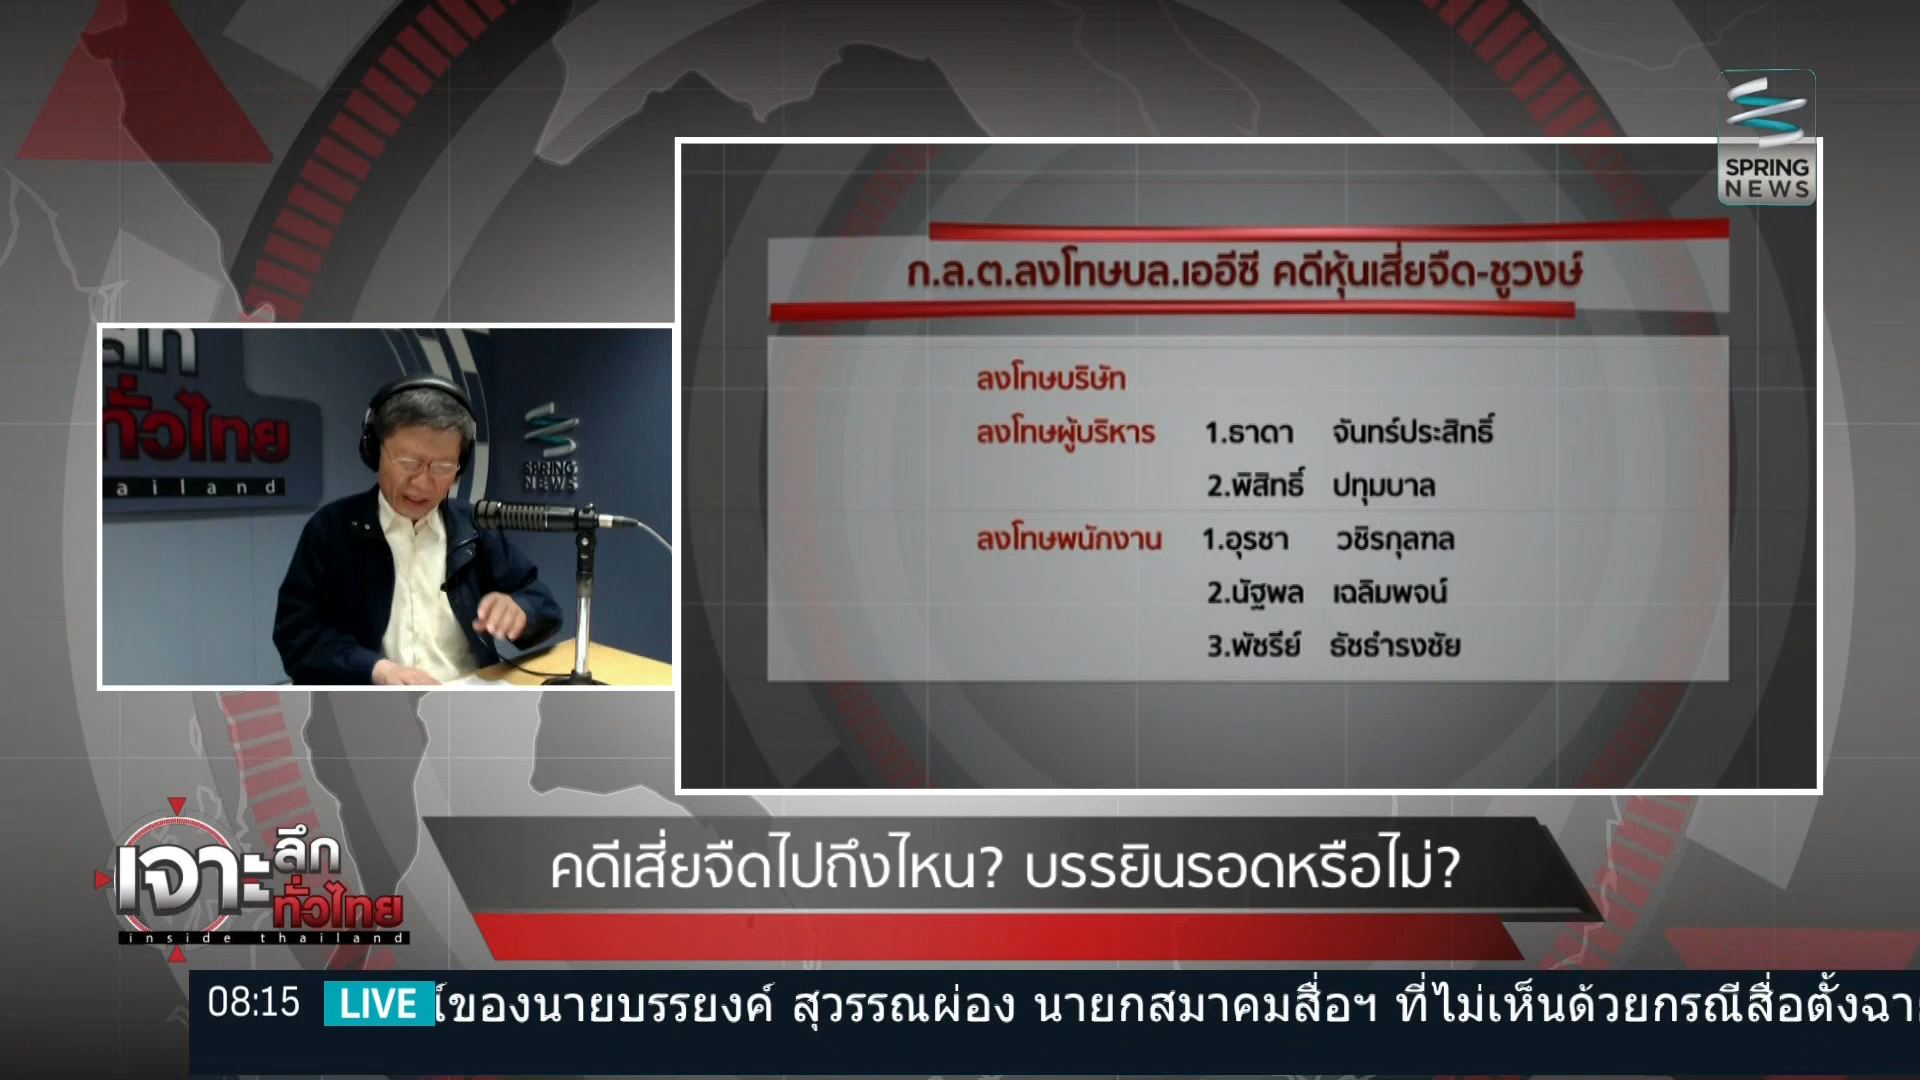 SPRING
NEWS
ก.ล.ต.ลงโทษบล.เออีซี คดีหุ้นเสี่ยจืด-ชูวงษ์
ลงโทษบริษัท
ลงโทษผู้บริหาร 1.ธาดา จันทร์ประสิทธิ์
2.พิสิทธิ์ ปทุมบาล
ลงโทษพนักงาน 1.อุรชา วชิรกุลฑล
2.นัฐพล เฉลิมพจน์
3.พัชรีย์ ธัชธำรงชัย
ลึก
ทั่วไทย
ailand
SPRING
NEWS
คดีเสี่ยจืดไปถึงไหน? บรรยินรอดหรือไม่?
เจาะลึก
ทั่วไทย
inside thailand
08:15 LIVE ของนายบรรยงค์ สุวรรณผ่อง นายกสมาคมสื่อฯ ที่ไม่เห็นด้วยกรณีสื่อตั้งฉา